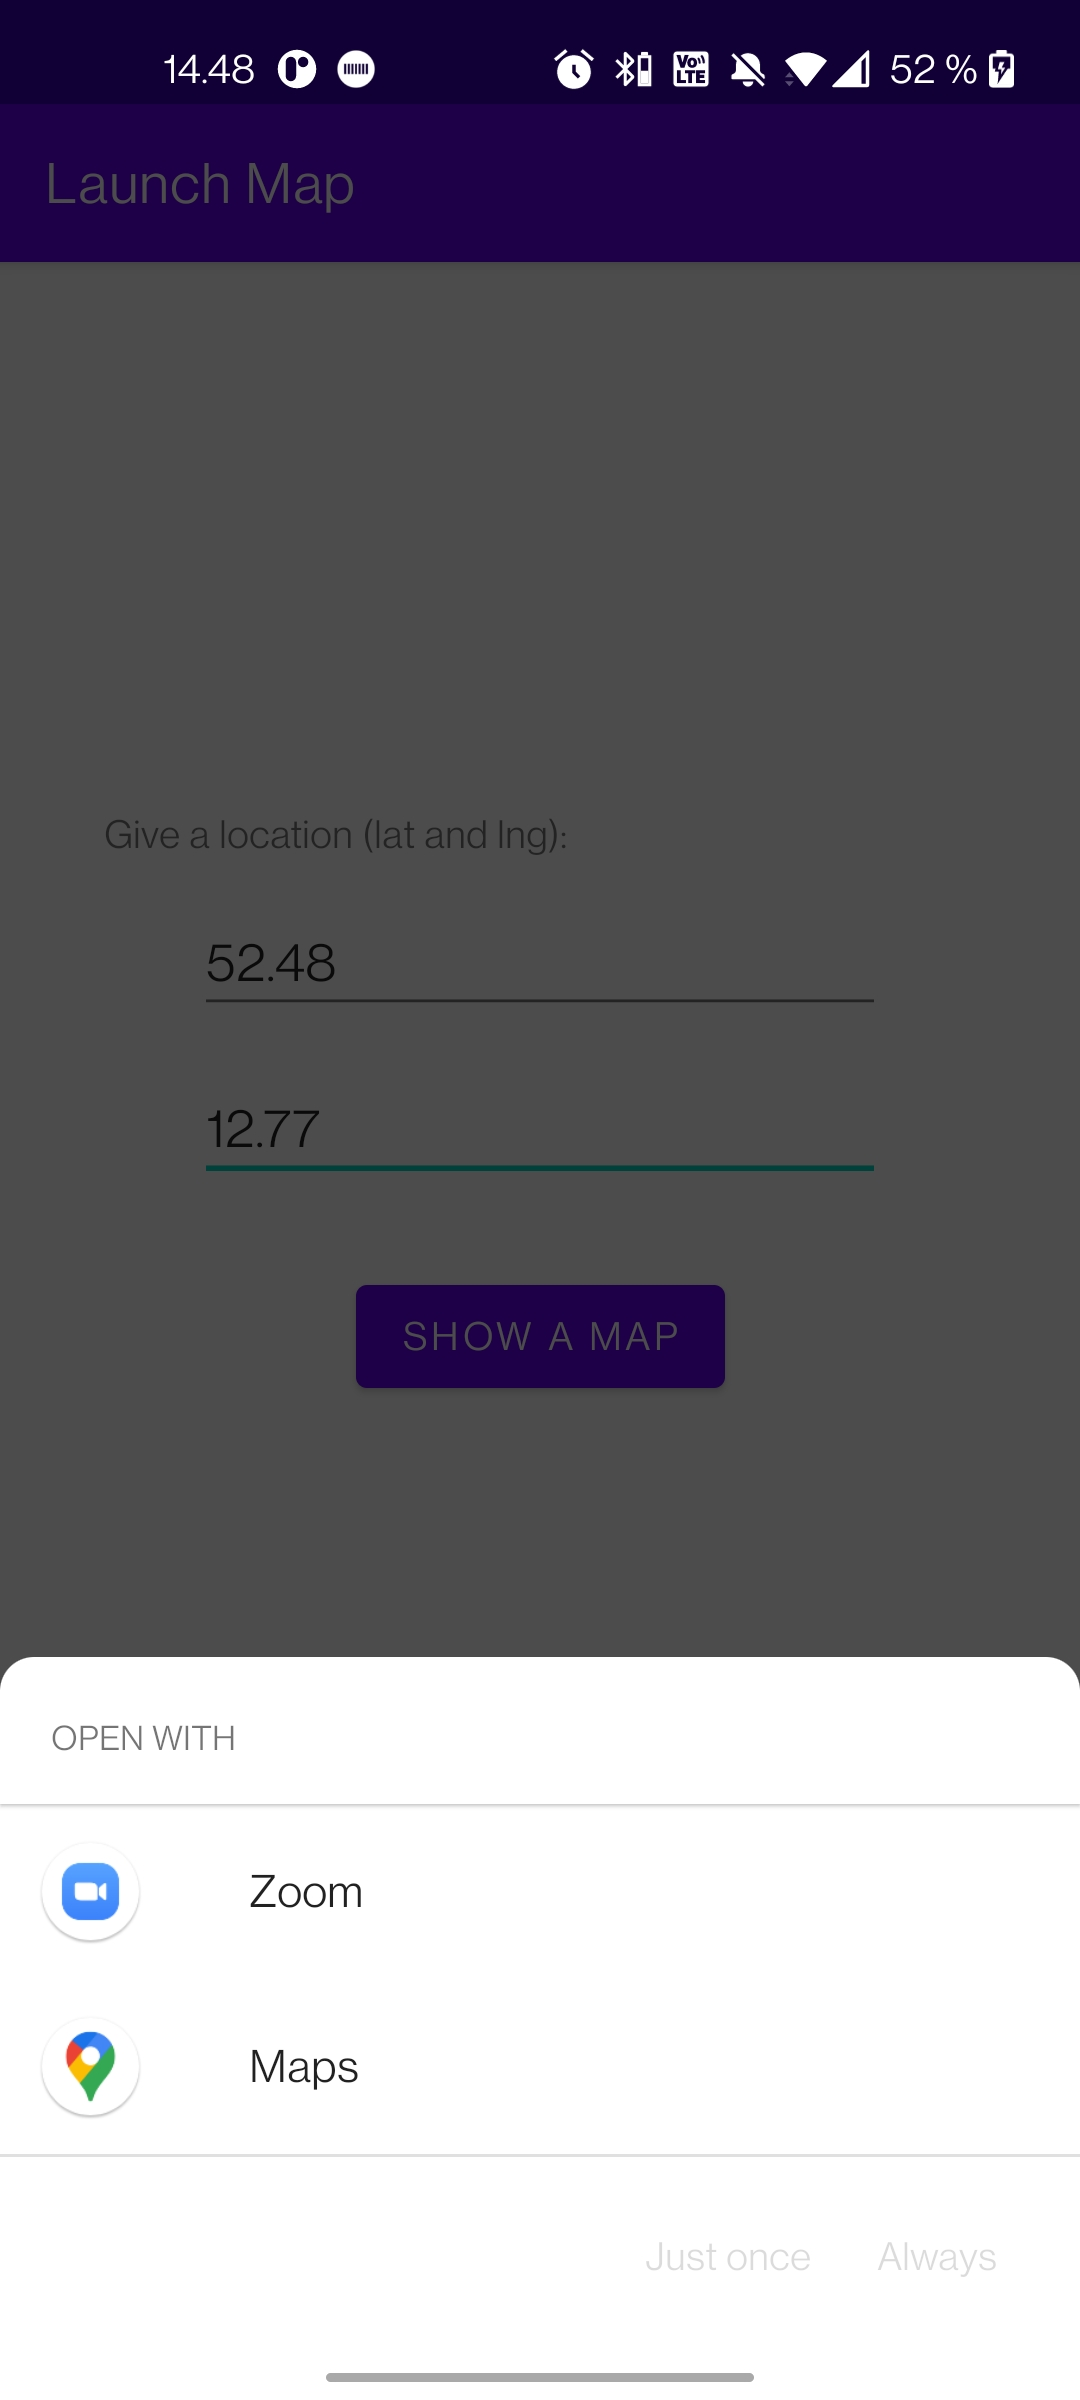 14.48 52 %
Launch Map
Give a location (lat and lng):
52.48
12.77
SHOW A MAP
OPEN WITH
Zoom
Maps
Just once Always